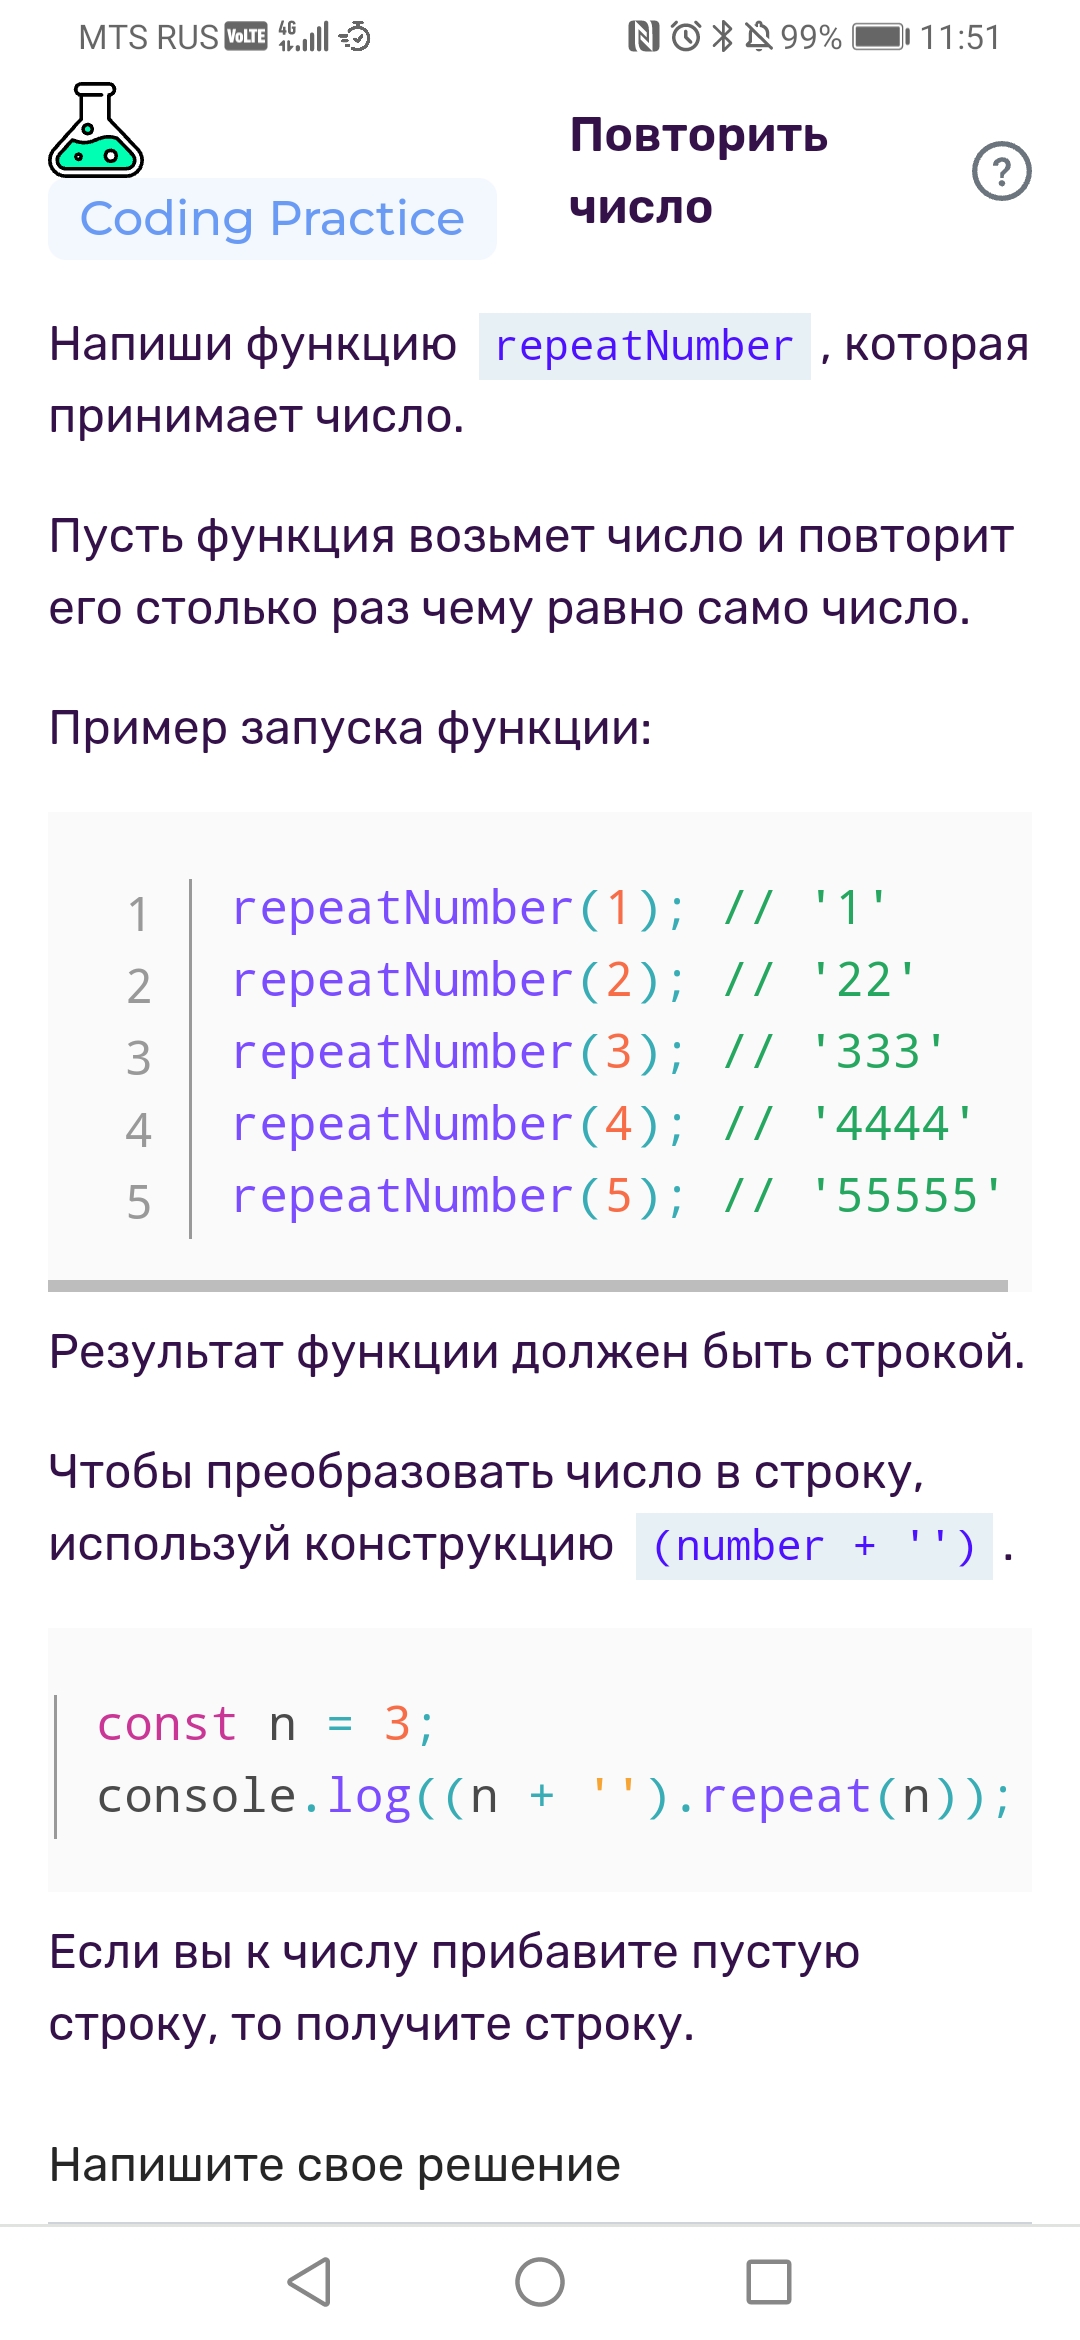 MTS RUS VoLTE 4G 99% 11:51
Coding Practice
Повторить
число
?
Напиши функцию repeatNumber , которая
принимает число.
Пусть функция возьмет число и повторит
его столько раз чему равно само число.
Пример запуска функции:
1 repeatNumber(1); // '1'
2 repeatNumber(2); // '22'
3 repeatNumber(3); // '333'
4 repeatNumber(4); // '4444'
5 repeatNumber(5); // '55555'
Результат функции должен быть строкой.
Чтобы преобразовать число в строку,
используй конструкцию (number + '') .
const n = 3;
console.log((n + '').repeat(n));
Если вы к числу прибавите пустую
строку, то получите строку.
Напишите свое решение